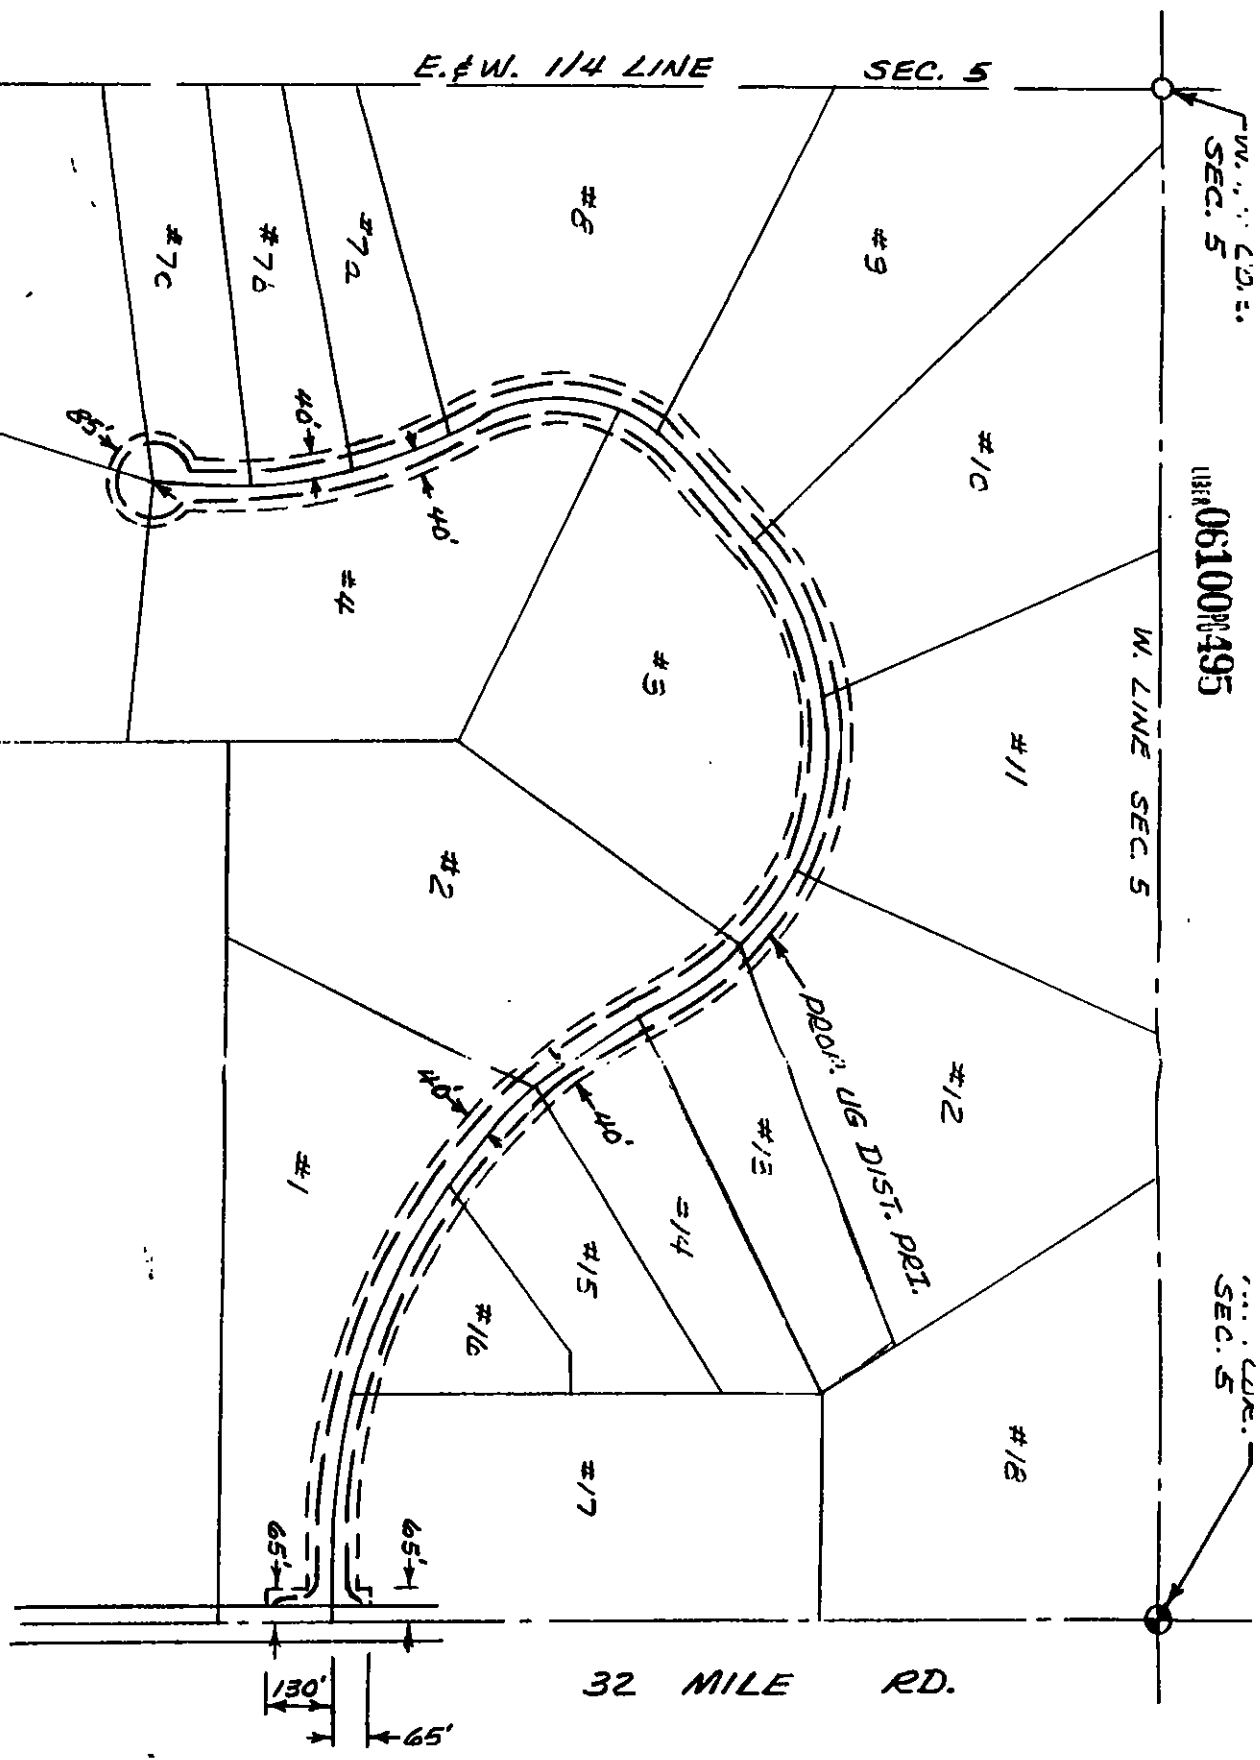 E. & W. 1/4 LINE SEC. 5
SEC. 5
LIBER 06100 495
W. LINE SEC. 5
#8
#9
#7a
#7b
#7c
#10
40'
85'
40'
#4
#3
#11
#2
PROP. UG DIST. PRI.
#12
40'
40'
#13
#1
#14
#15
#16
COR.
SEC. 5
#18
#17
65'
65'
130'
65'
32 MILE RD.